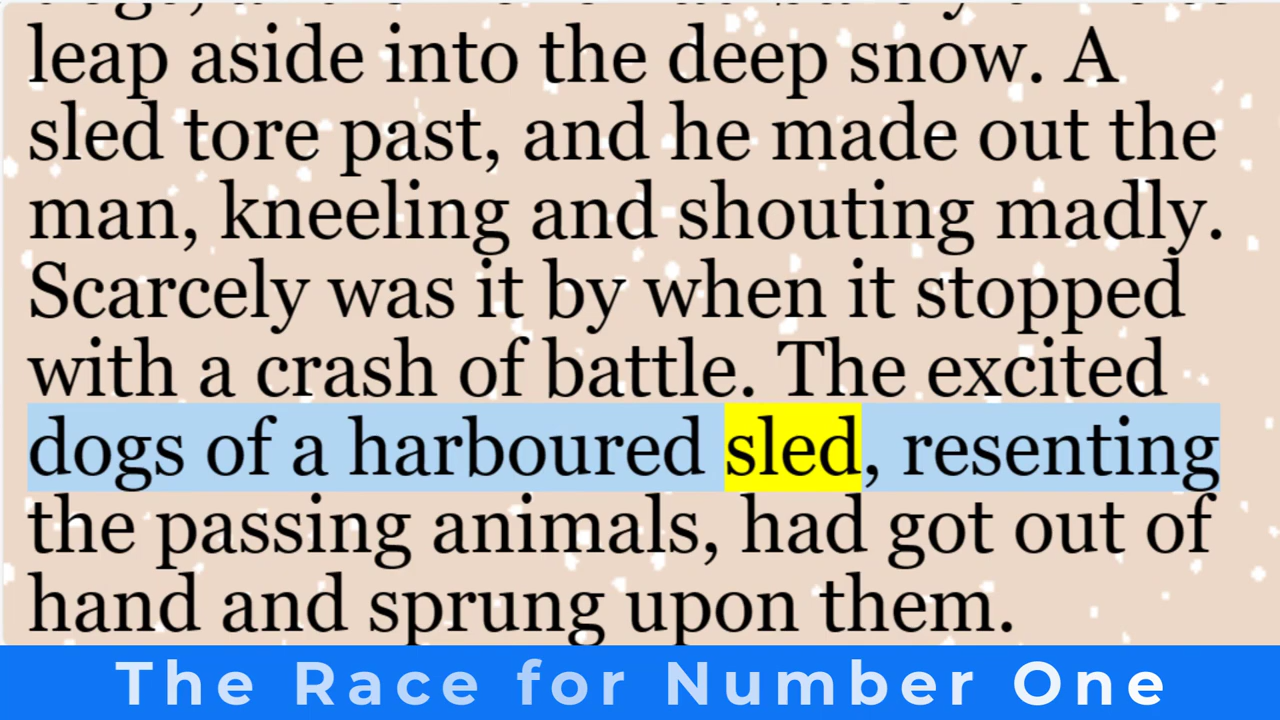 leap aside into the deep snow. A
sled tore past, and he made out the
man, kneeling and shouting madly.
Scarcely was it by when it stopped
with a crash of battle. The excited
dogs of a harboured sled, resenting
the passing animals, had got out of
hand and sprung upon them.
The Race for Number One